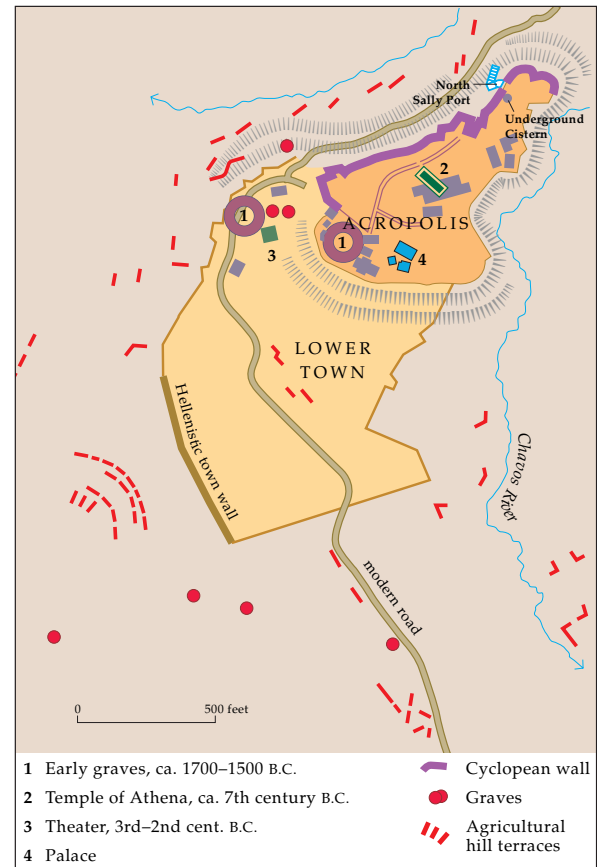 North
Sally Port
Underground
Cistern
2
1
ACROPOLIS
1
3
4
LOWER
TOWN
Hellenistic town wall
Chavos River
modern road
0 500 feet
1 Early graves, ca. 1700–1500 B.C.
2 Temple of Athena, ca. 7th century B.C.
3 Theater, 3rd–2nd cent. B.C.
4 Palace
Cyclopean wall
Graves
Agricultural
hill terraces